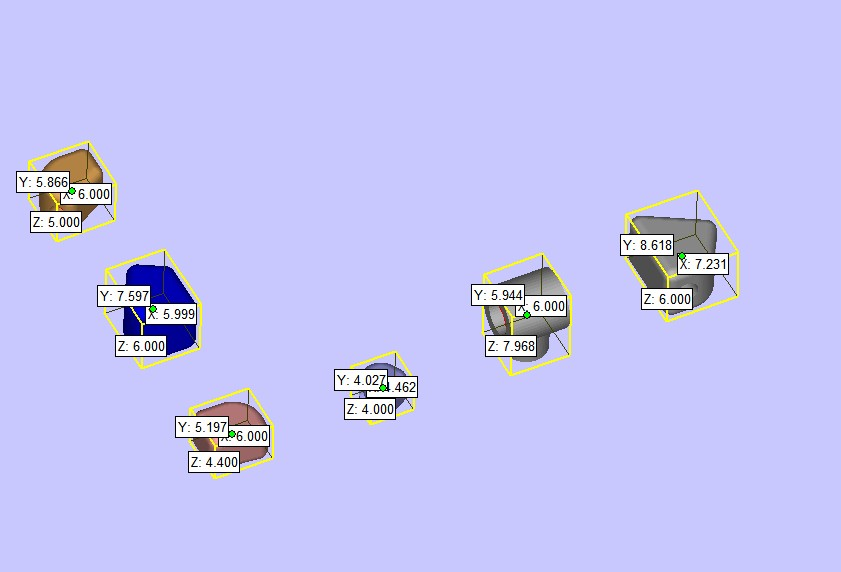 Y: 5.866
X: 6.000
Z: 5.000
Y: 7.597
X: 5.999
Z: 6.000
Y: 5.197
X: 6.000
Z: 4.400
Y: 4.027
4.462
Z: 4.000
Y: 5.944
X: 6.000
Z: 7.968
Y: 8.618
X: 7.231
Z: 6.000